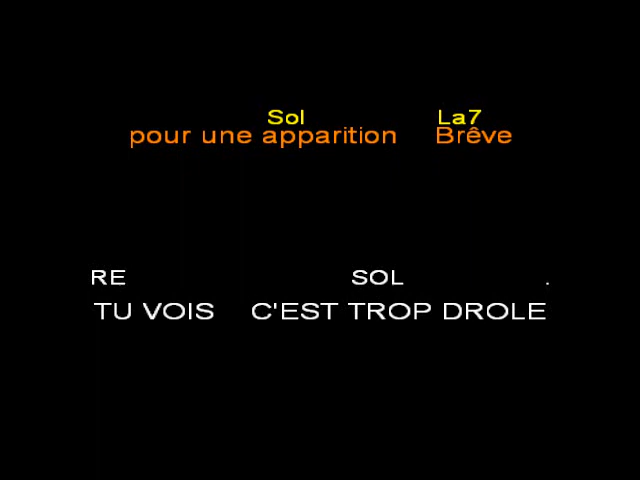 Sol La7
pour une apparition Brêve
RE SOL .
TU VOIS C'EST TROP DROLE